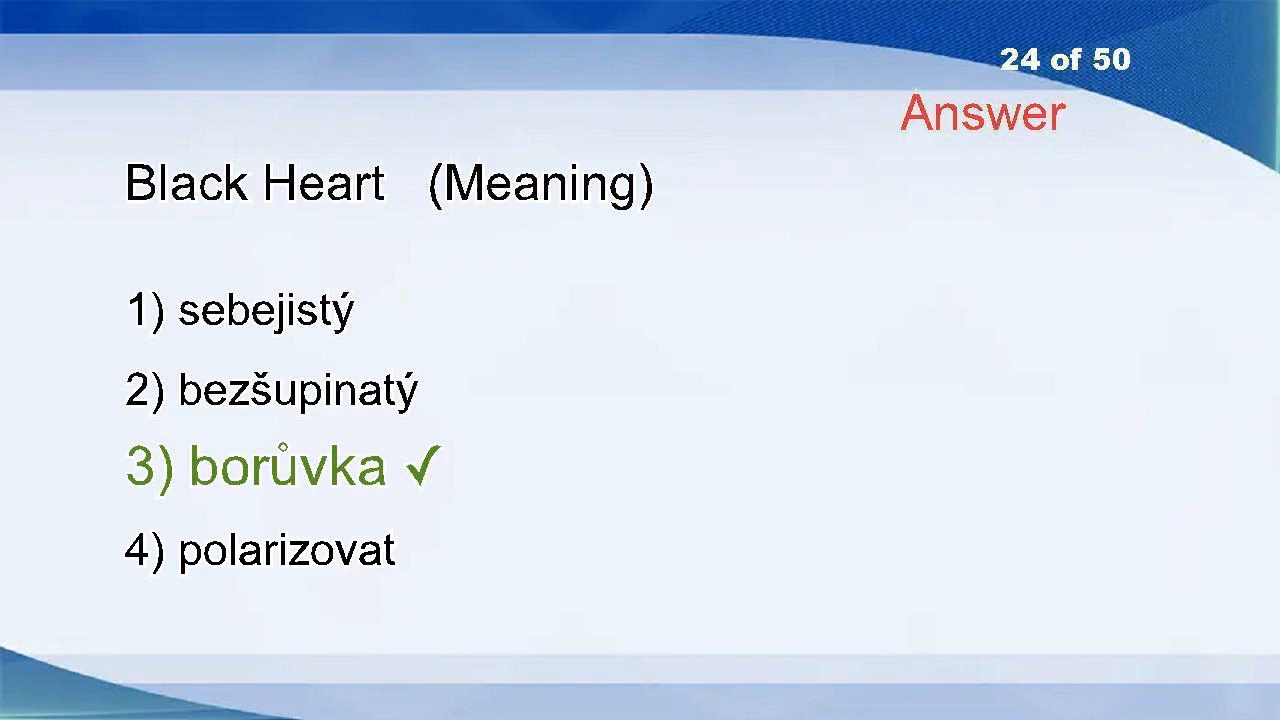 24 of 50
Answer
Black Heart (Meaning)
1) sebejistý
2) bezšupinatý
3) borůvka ✓
4) polarizovat